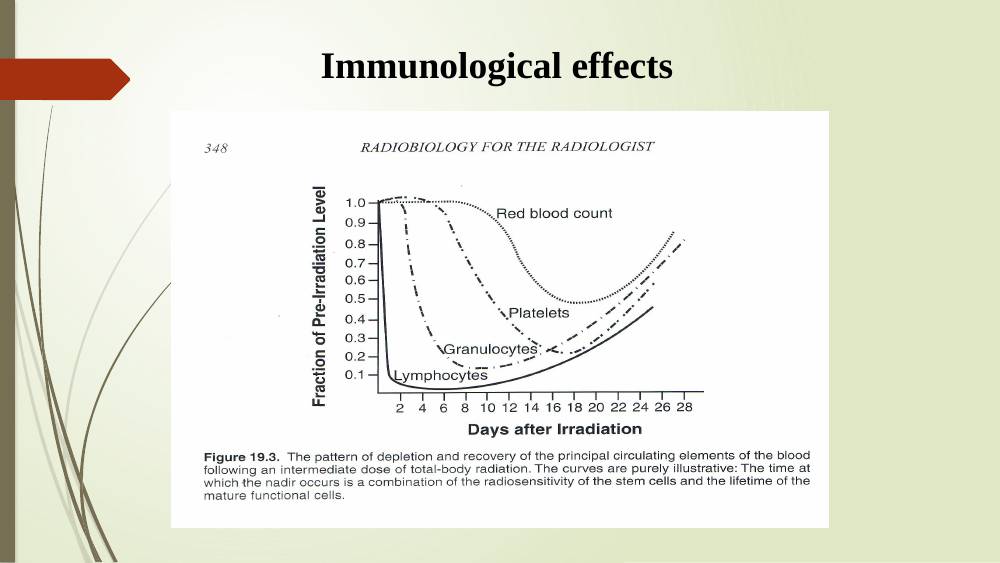 Immunological effects
348 RADIOBIOLOGY FOR THE RADIOLOGIST
Fraction of Pre-Irradiation Level
1.0
0.9
0.8
0.7
0.6
0.5
0.4
0.3
0.2
0.1
Red blood count
Platelets
Granulocytes
Lymphocytes
2 4 6 8 10 12 14 16 18 20 22 24 26 28
Days after Irradiation
Figure 19.3. The pattern of depletion and recovery of the principal circulating elements of the blood
following an intermediate dose of total-body radiation. The curves are purely illustrative: The time at
which the nadir occurs is a combination of the radiosensitivity of the stem cells and the lifetime of the
mature functional cells.